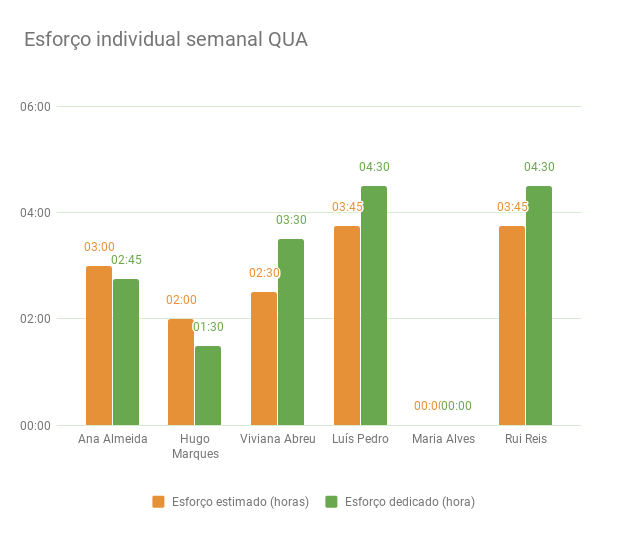 Esforço individual semanal QUA
06:00
04:30
04:30
04:00
03:45
03:45
03:30
03:00
02:45
02:30
02:00
02:00
01:30
00:00
00:00
00:00
Ana Almeida
Hugo
Marques
Viviana Abreu
Luís Pedro
Maria Alves
Rui Reis
Esforço estimado (horas)
Esforço dedicado (hora)